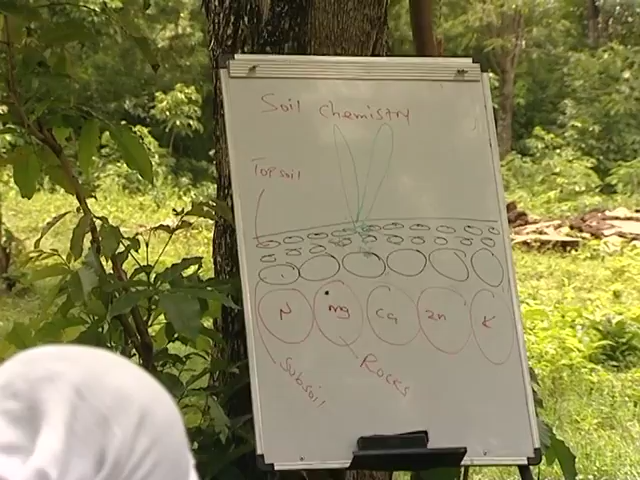 Soil Chemistry
Top soil
N mg Ca Zn K
Rocks
Subsoil